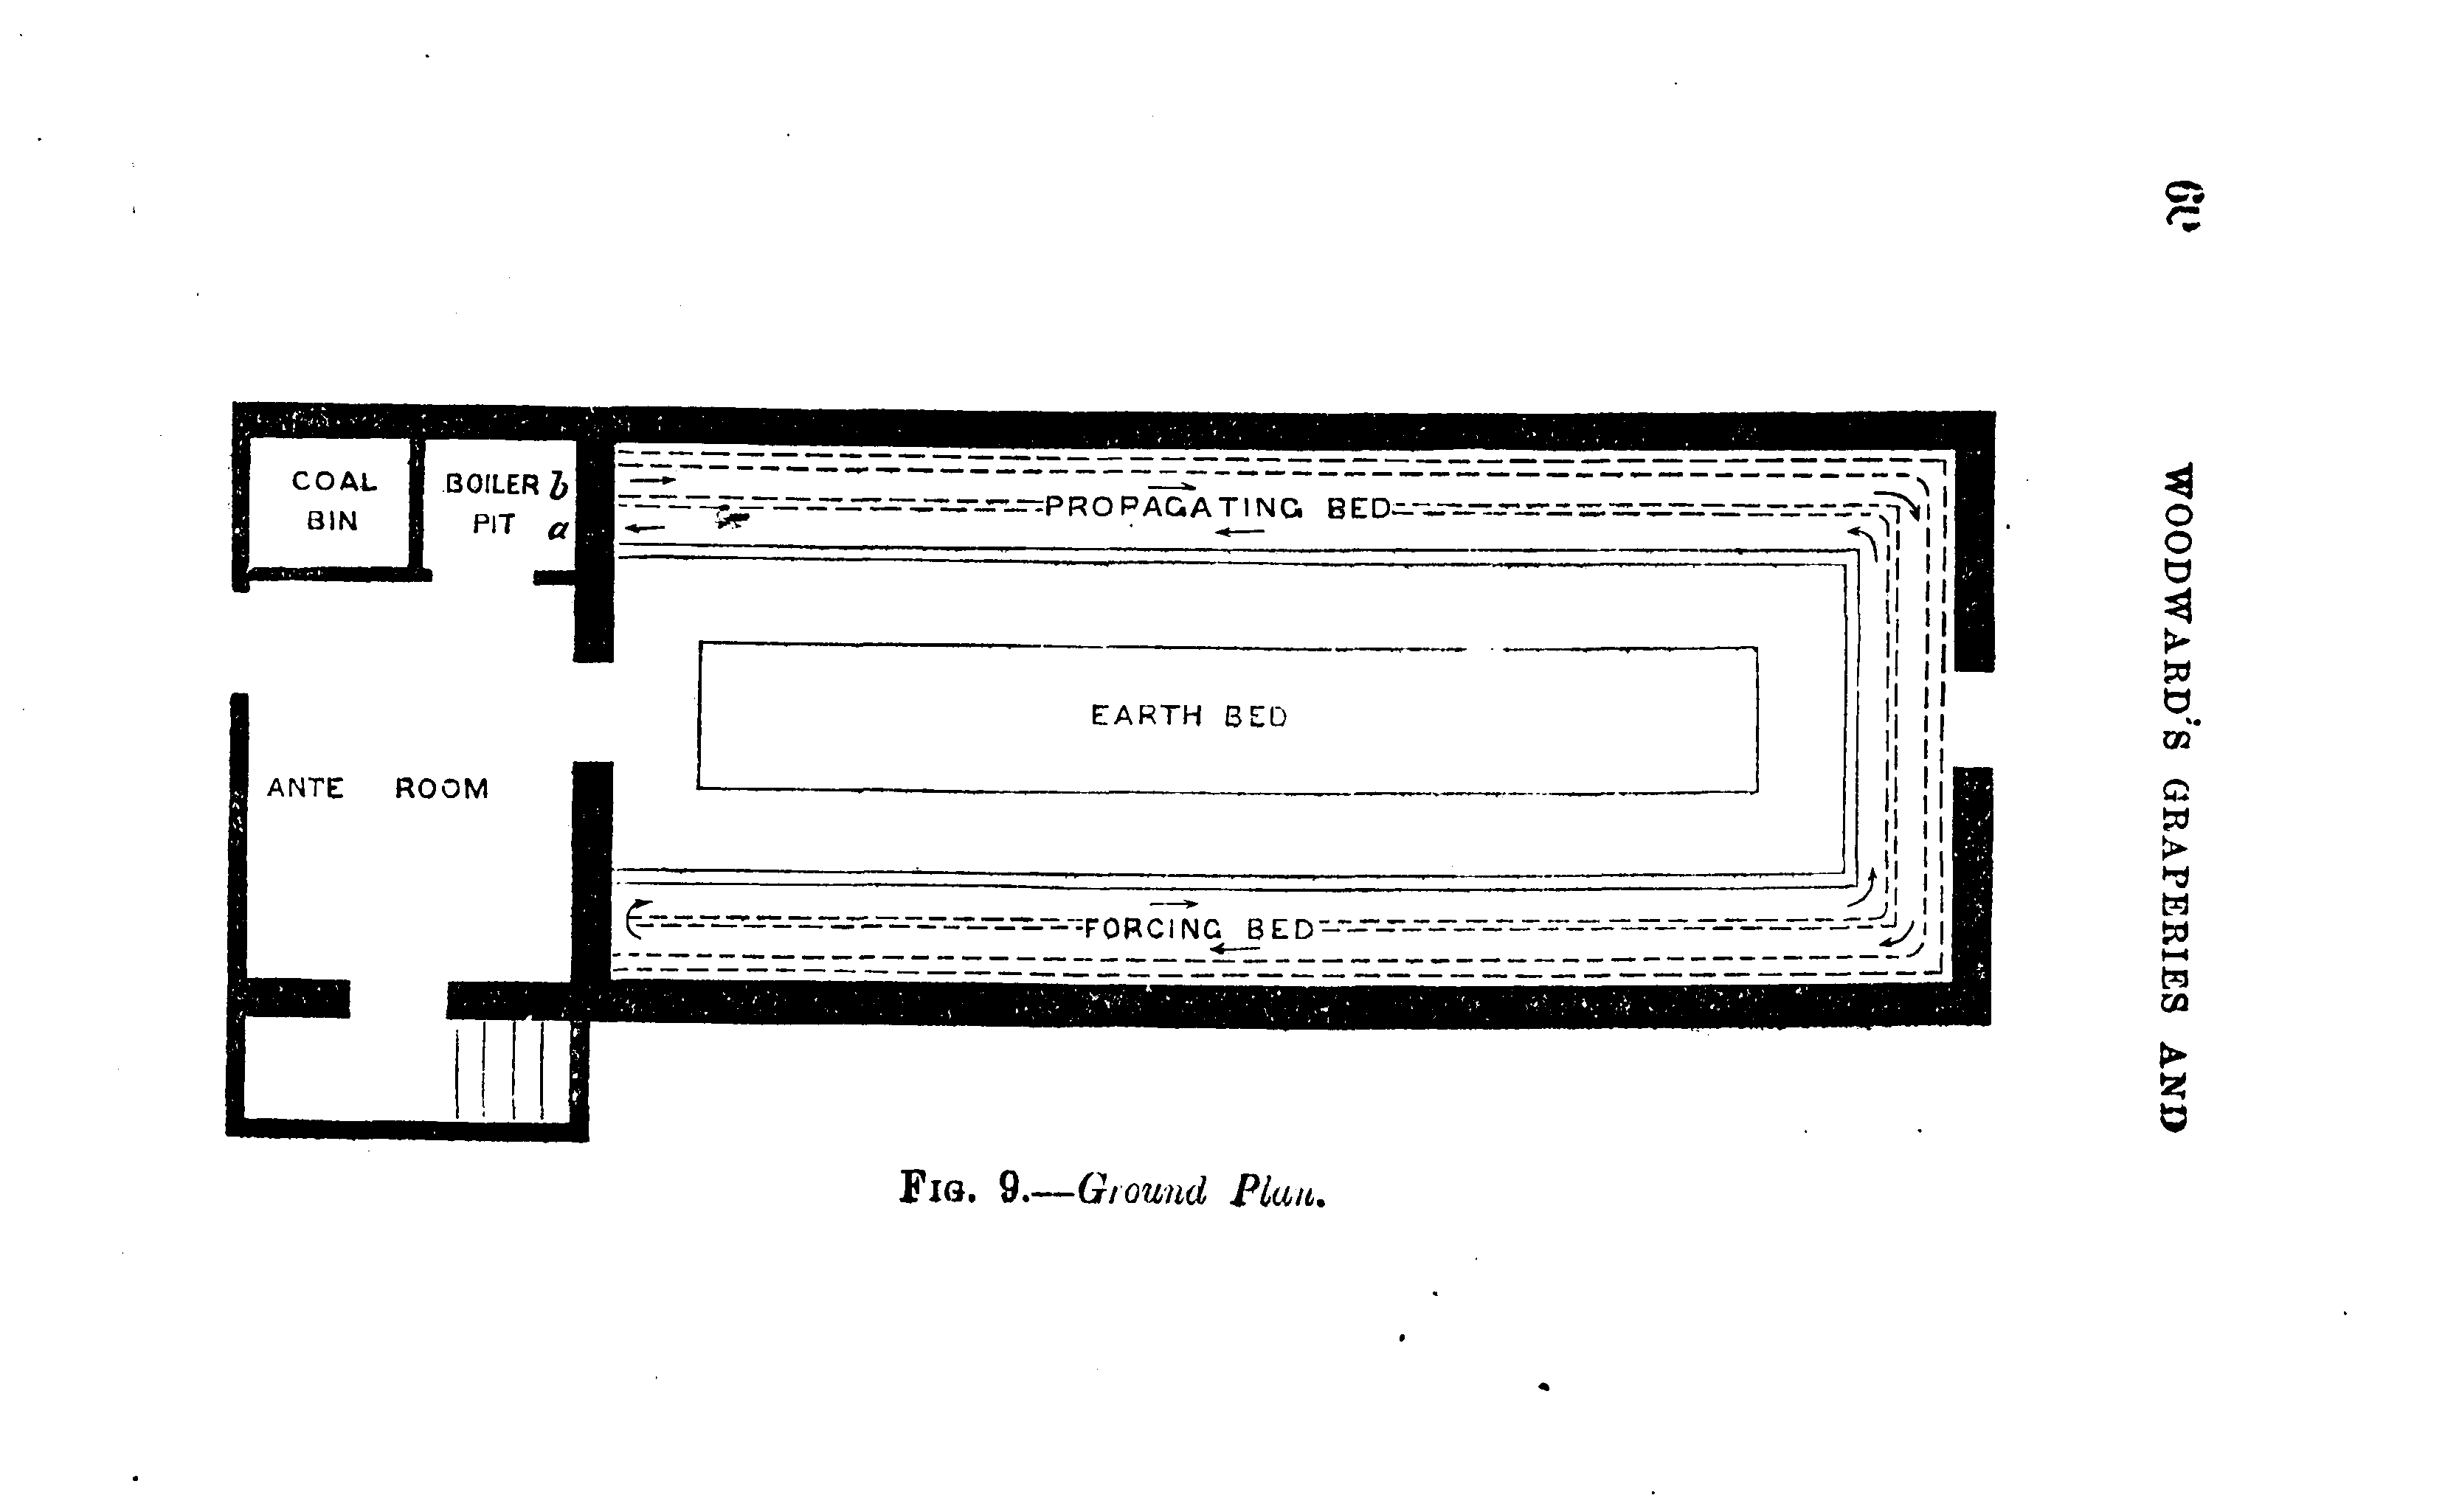 60
WOODWARD'S GRAPERIES AND
COAL
BIN
BOILER b
PIT a
PROPAGATING BED
EARTH BED
ANTE ROOM
FORCING BED
FIG. 9.—Ground Plan.